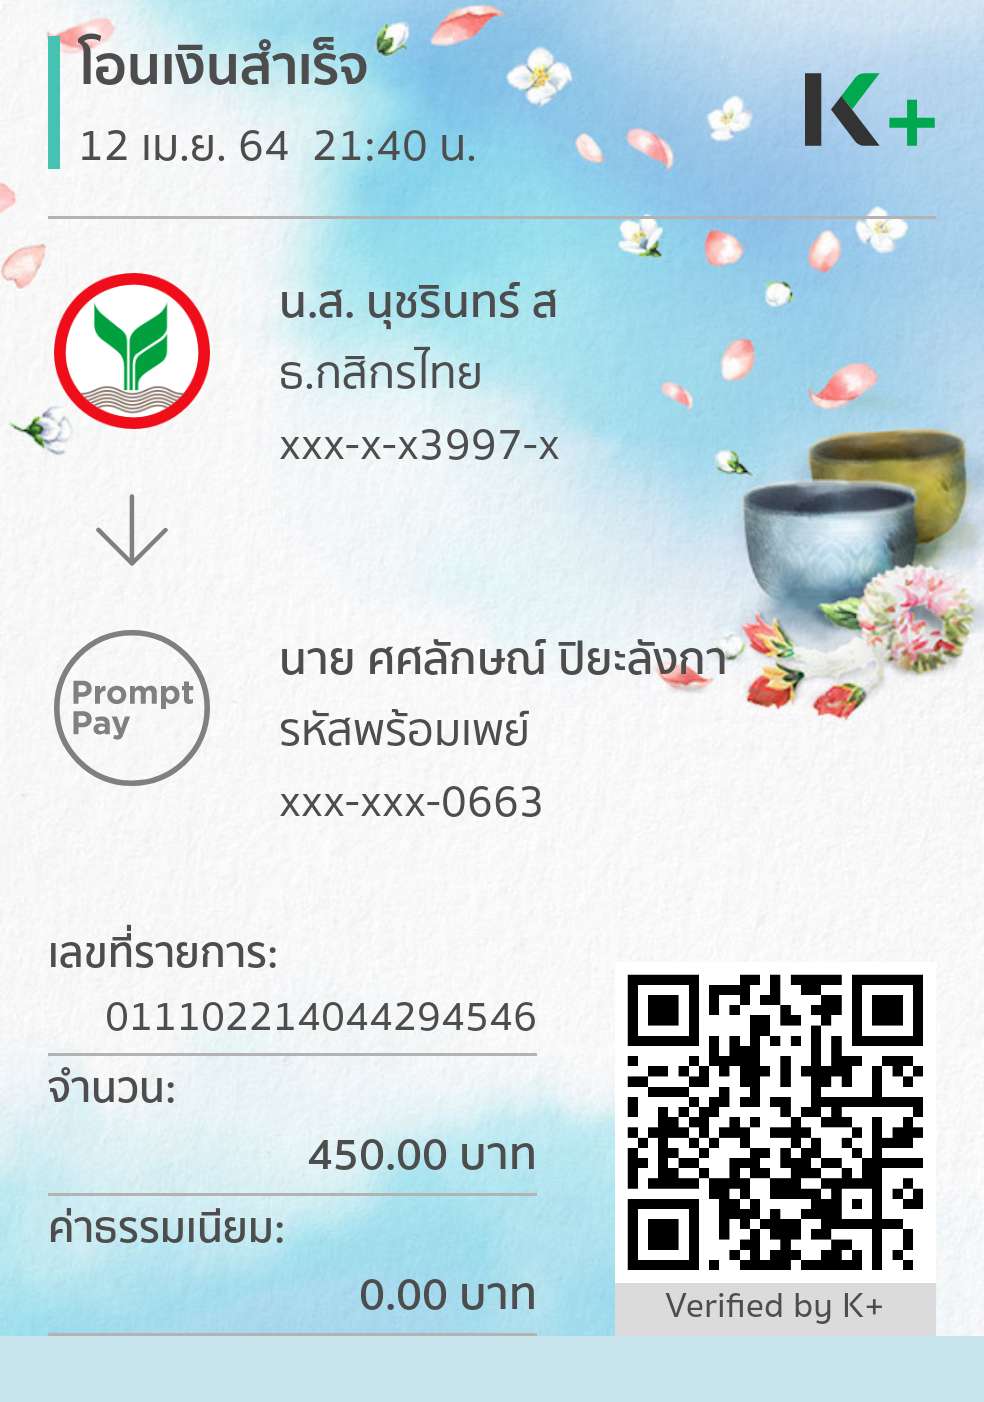 โอนเงินสำเร็จ
12 เม.ย. 64  21:40 น.
K+
น.ส. นุชรินทร์ ส
ธ.กสิกรไทย
xxx-x-x3997-x
Prompt
Pay
นาย ศศลักษณ์ ปิยะลังกา
รหัสพร้อมเพย์
xxx-xxx-0663
เลขที่รายการ:
011102214044294546
จำนวน:
450.00 บาท
ค่าธรรมเนียม:
0.00 บาท
Verified by K+